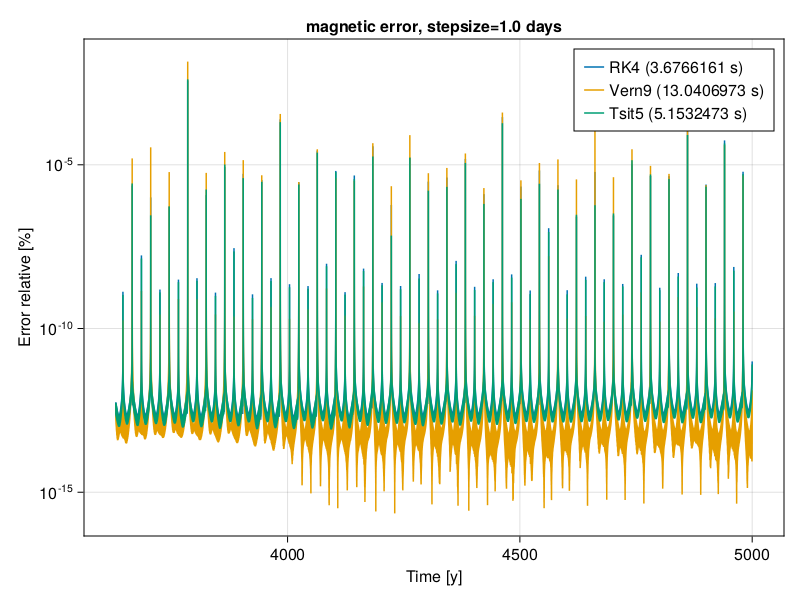 magnetic error, stepsize=1.0 days
RK4 (3.6766161 s)
Vern9 (13.0406973 s)
Tsit5 (5.1532473 s)
Error relative [%]
10⁻⁵
10⁻¹⁰
10⁻¹⁵
4000 4500 5000
Time [y]